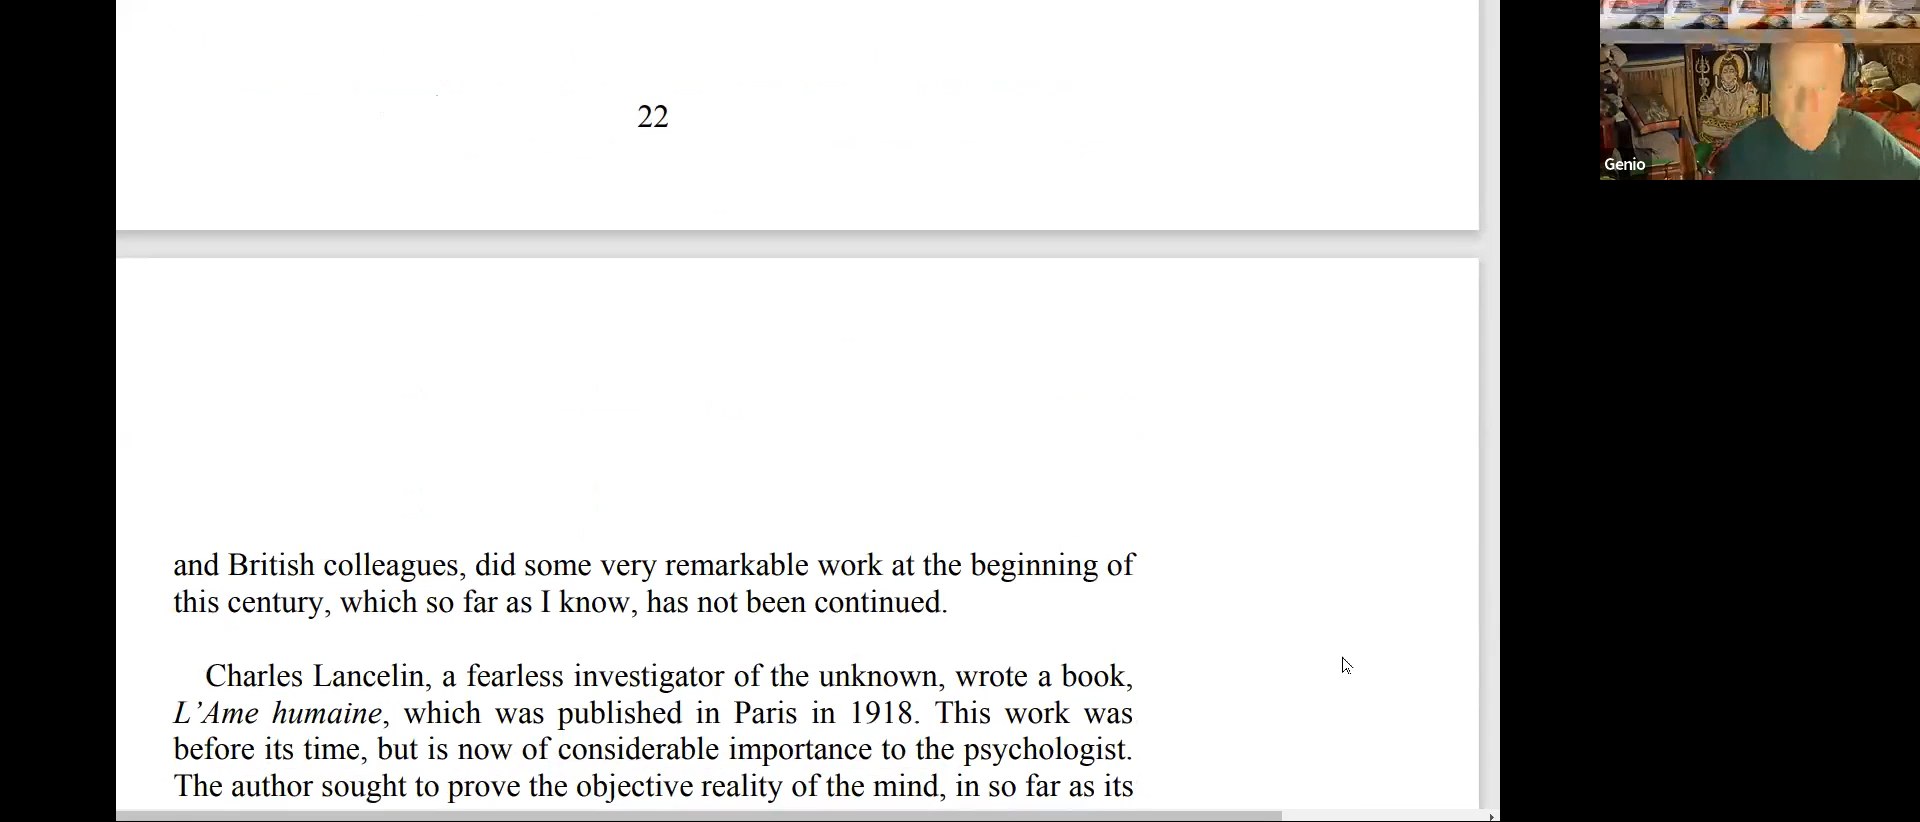 22
Genio
and British colleagues, did some very remarkable work at the beginning of
this century, which so far as I know, has not been continued.
Charles Lancelin, a fearless investigator of the unknown, wrote a book,
L’Ame humaine, which was published in Paris in 1918. This work was
before its time, but is now of considerable importance to the psychologist.
The author sought to prove the objective reality of the mind, in so far as its